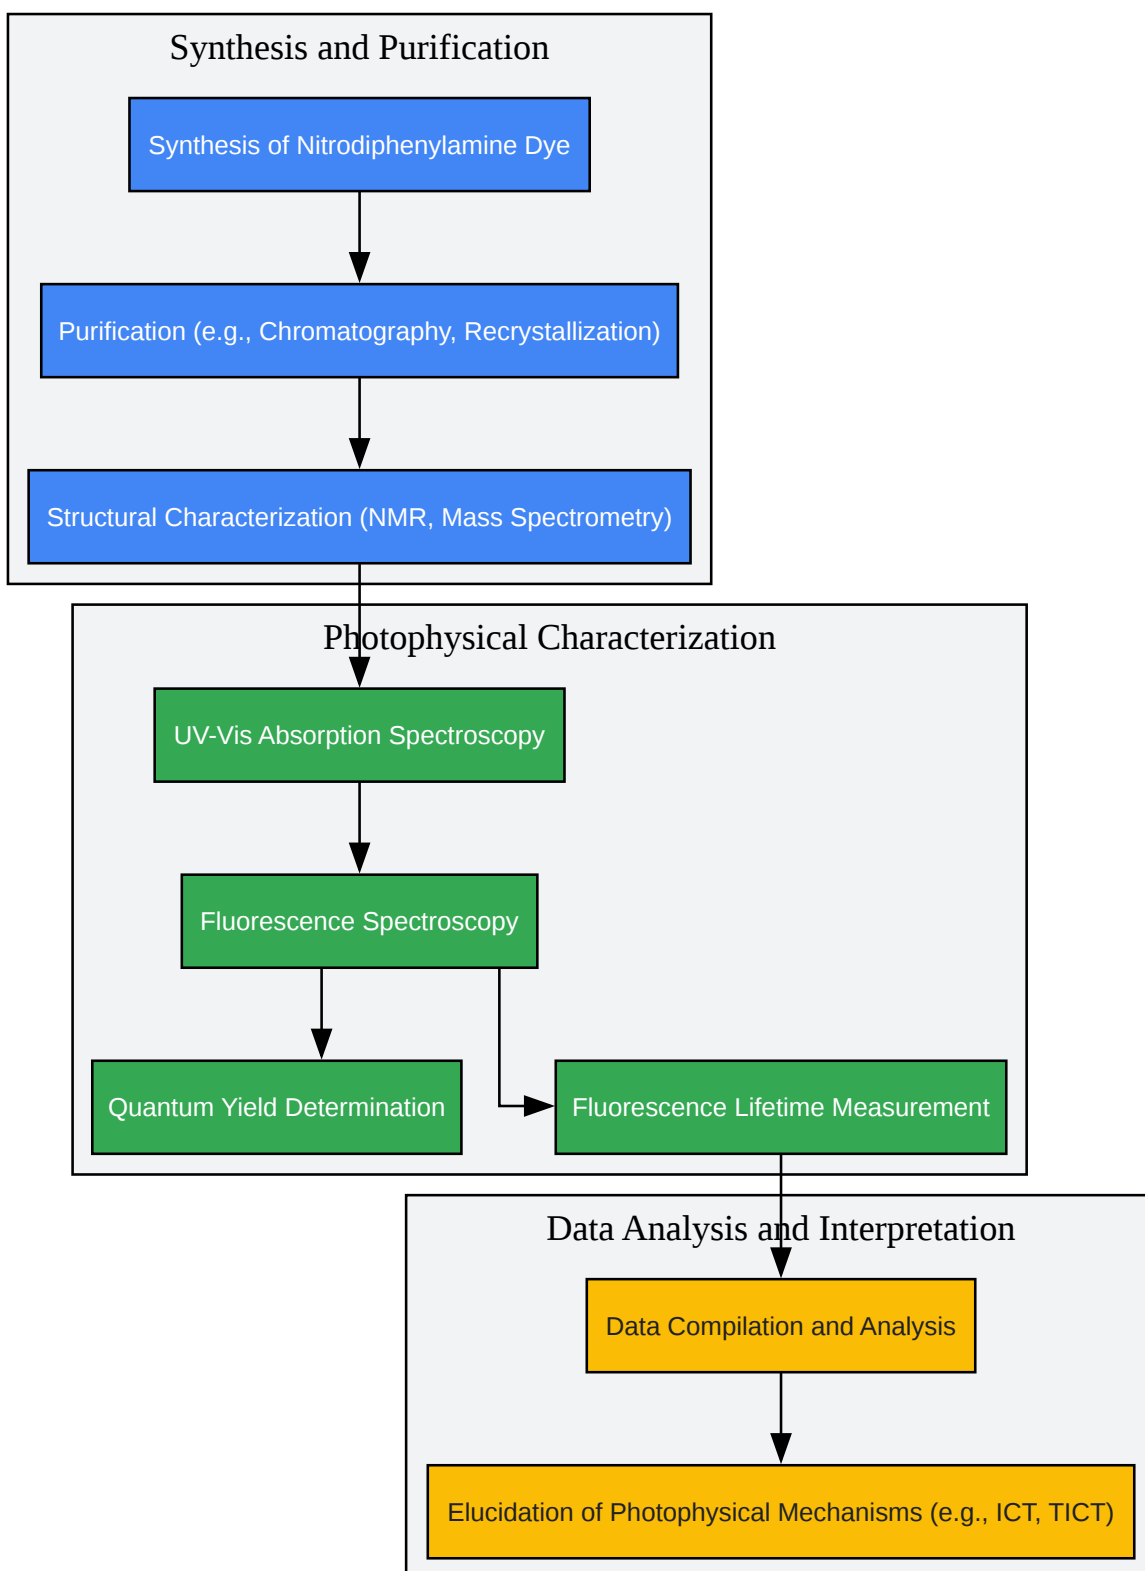 Synthesis and Purification
Synthesis of Nitrodiphenylamine Dye
Purification (e.g., Chromatography, Recrystallization)
Structural Characterization (NMR, Mass Spectrometry)
Photophysical Characterization
UV-Vis Absorption Spectroscopy
Fluorescence Spectroscopy
Quantum Yield Determination
Fluorescence Lifetime Measurement
Data Analysis and Interpretation
Data Compilation and Analysis
Elucidation of Photophysical Mechanisms (e.g., ICT, TICT)